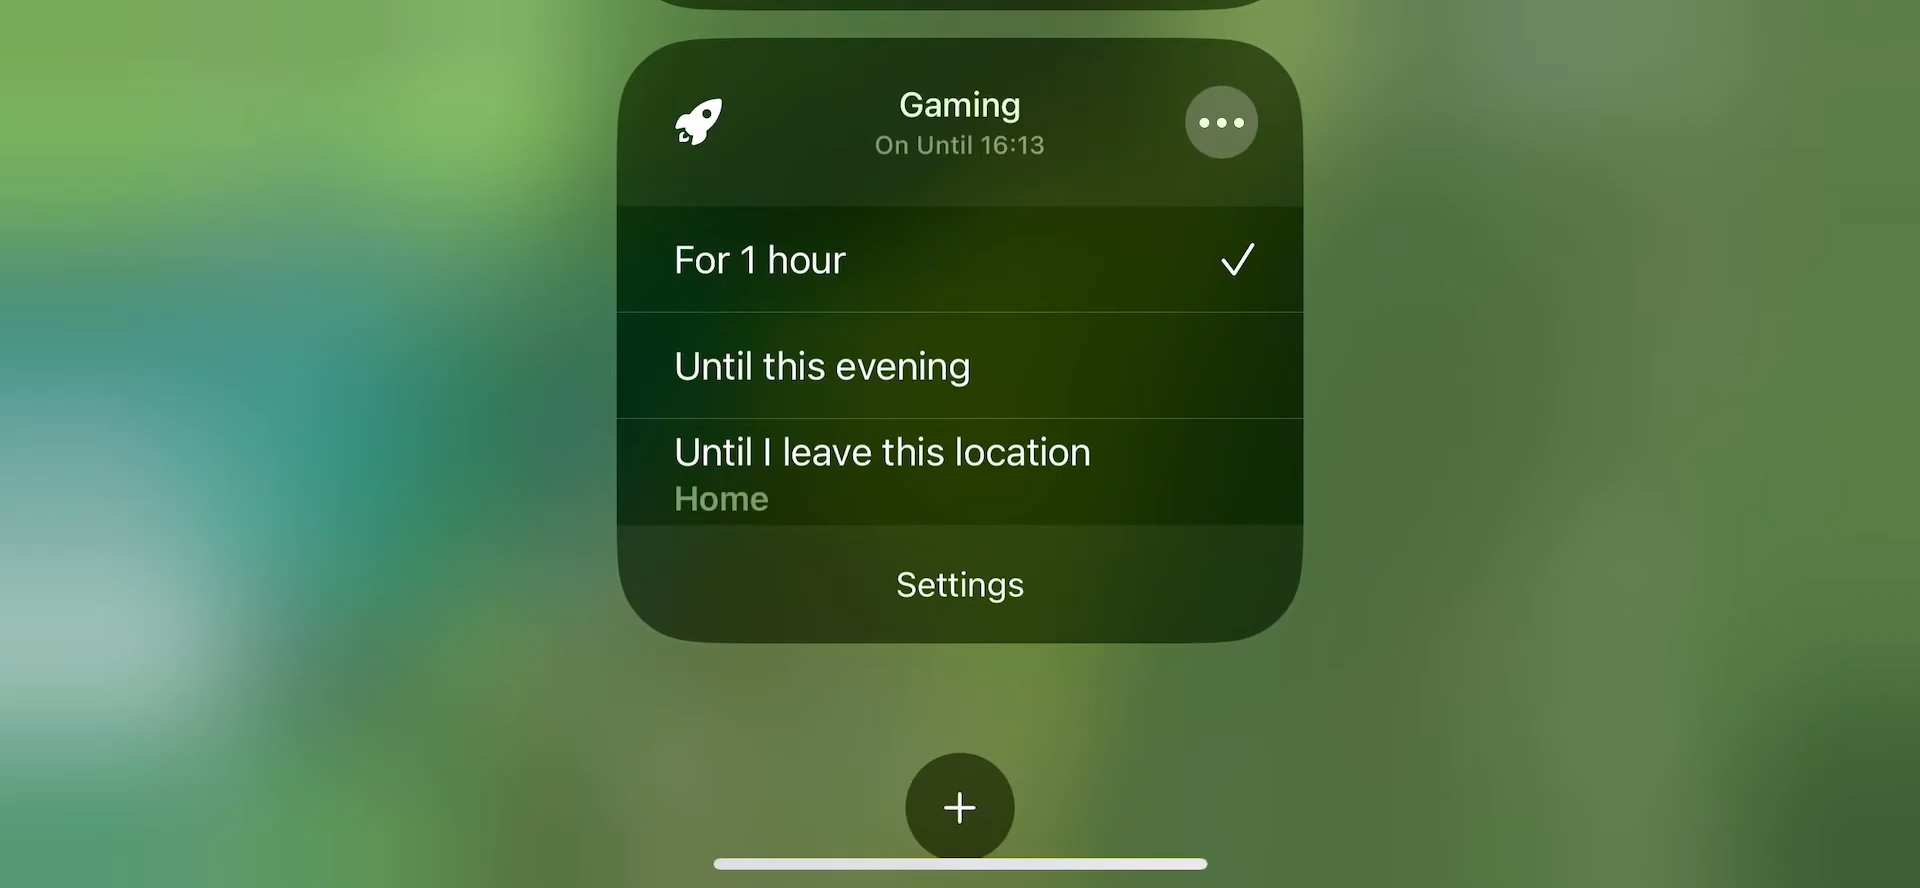 Gaming
On Until 16:13
For 1 hour
Until this evening
Until I leave this location
Home
Settings